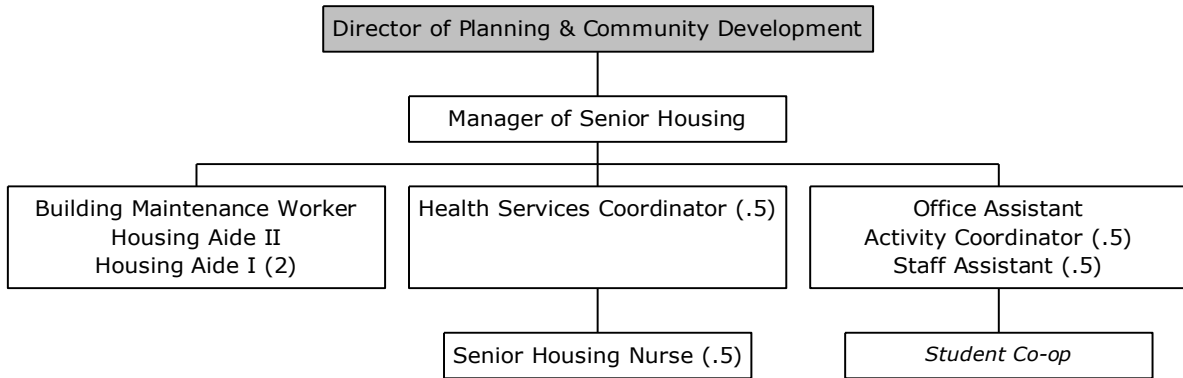 Director of Planning & Community Development
Manager of Senior Housing
Building Maintenance Worker
Housing Aide II
Housing Aide I (2)
Health Services Coordinator (.5)
Office Assistant
Activity Coordinator (.5)
Staff Assistant (.5)
Senior Housing Nurse (.5)
Student Co-op